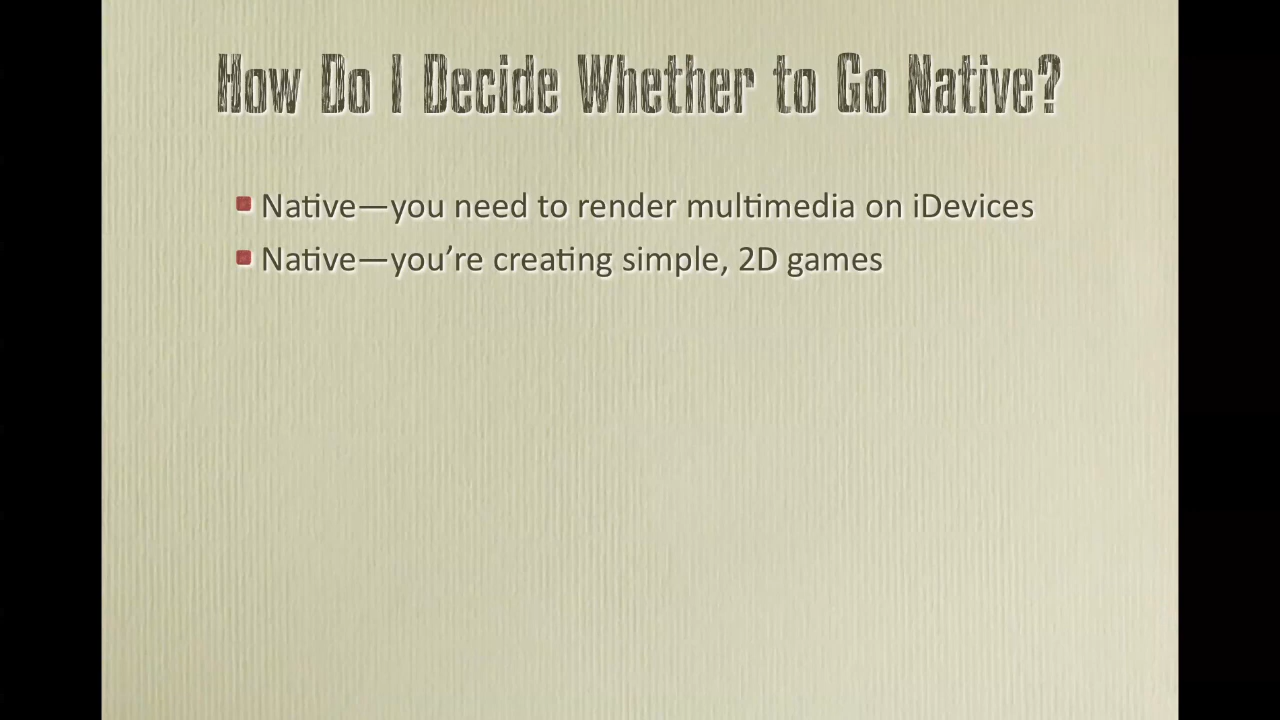 How Do I Decide Whether to Go Native?
Native—you need to render multimedia on iDevices
Native—you're creating simple, 2D games